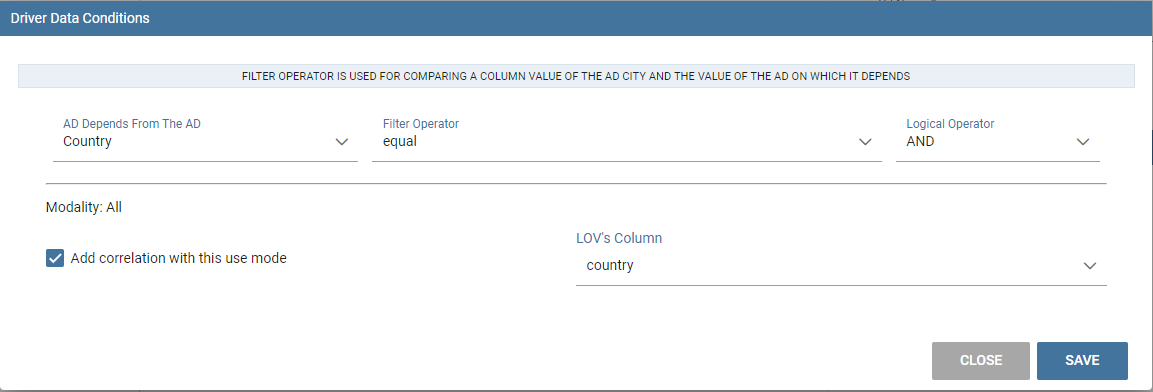 Driver Data Conditions
FILTER OPERATOR IS USED FOR COMPARING A COLUMN VALUE OF THE AD CITY AND THE VALUE OF THE AD ON WHICH IT DEPENDS
AD Depends From The AD
Country
Filter Operator
equal
Logical Operator
AND
Modality: All
Add correlation with this use mode
LOV's Column
country
CLOSE
SAVE